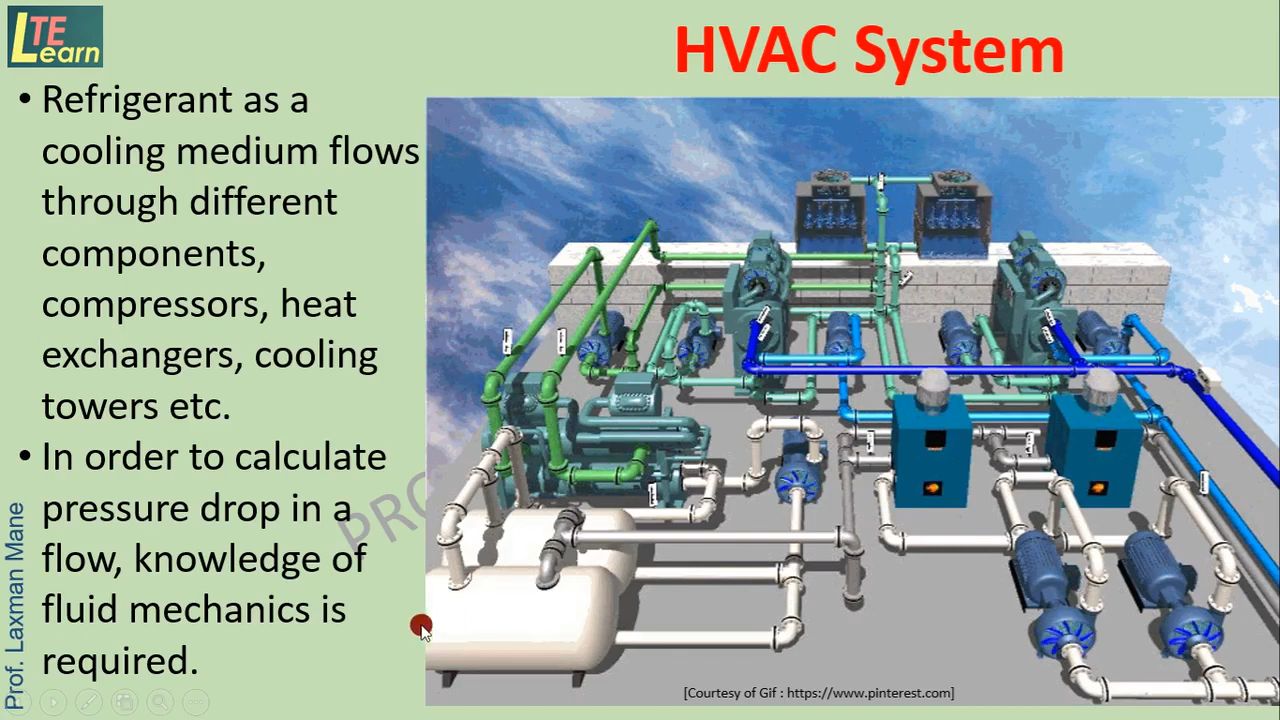 LTE
Learn
HVAC System
• Refrigerant as a
cooling medium flows
through different
components,
compressors, heat
exchangers, cooling
towers etc.
• In order to calculate
pressure drop in a
flow, knowledge of
fluid mechanics is
required.
Prof. Laxman Mane
[Courtesy of Gif : https://www.pinterest.com]